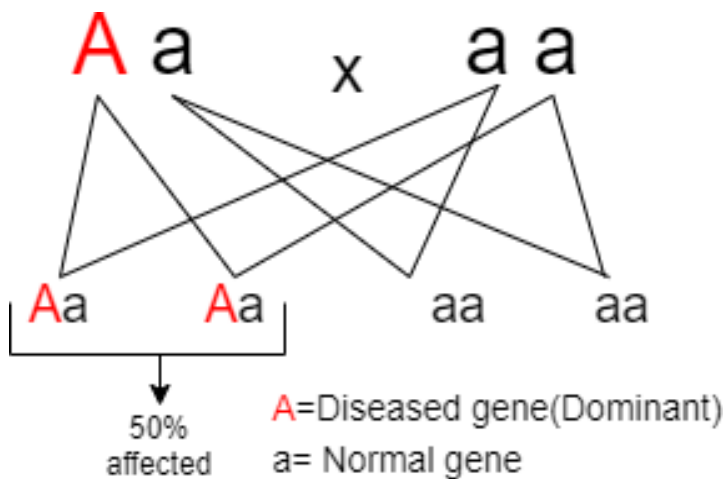 A a x a a
Aa Aa aa aa
50%
affected
A=Diseased gene(Dominant)
a= Normal gene